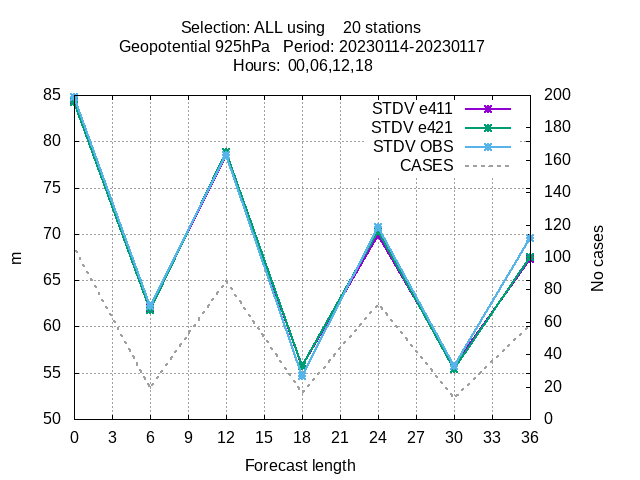 Selection: ALL using    20 stations
Geopotential 925hPa   Period: 20230114-20230117
Hours:  00,06,12,18
STDV e411
STDV e421
STDV OBS
CASES
85
80
75
70
65
60
55
50
m
200
180
160
140
120
100
80
60
40
20
0
No cases
0 3 6 9 12 15 18 21 24 27 30 33 36
Forecast length